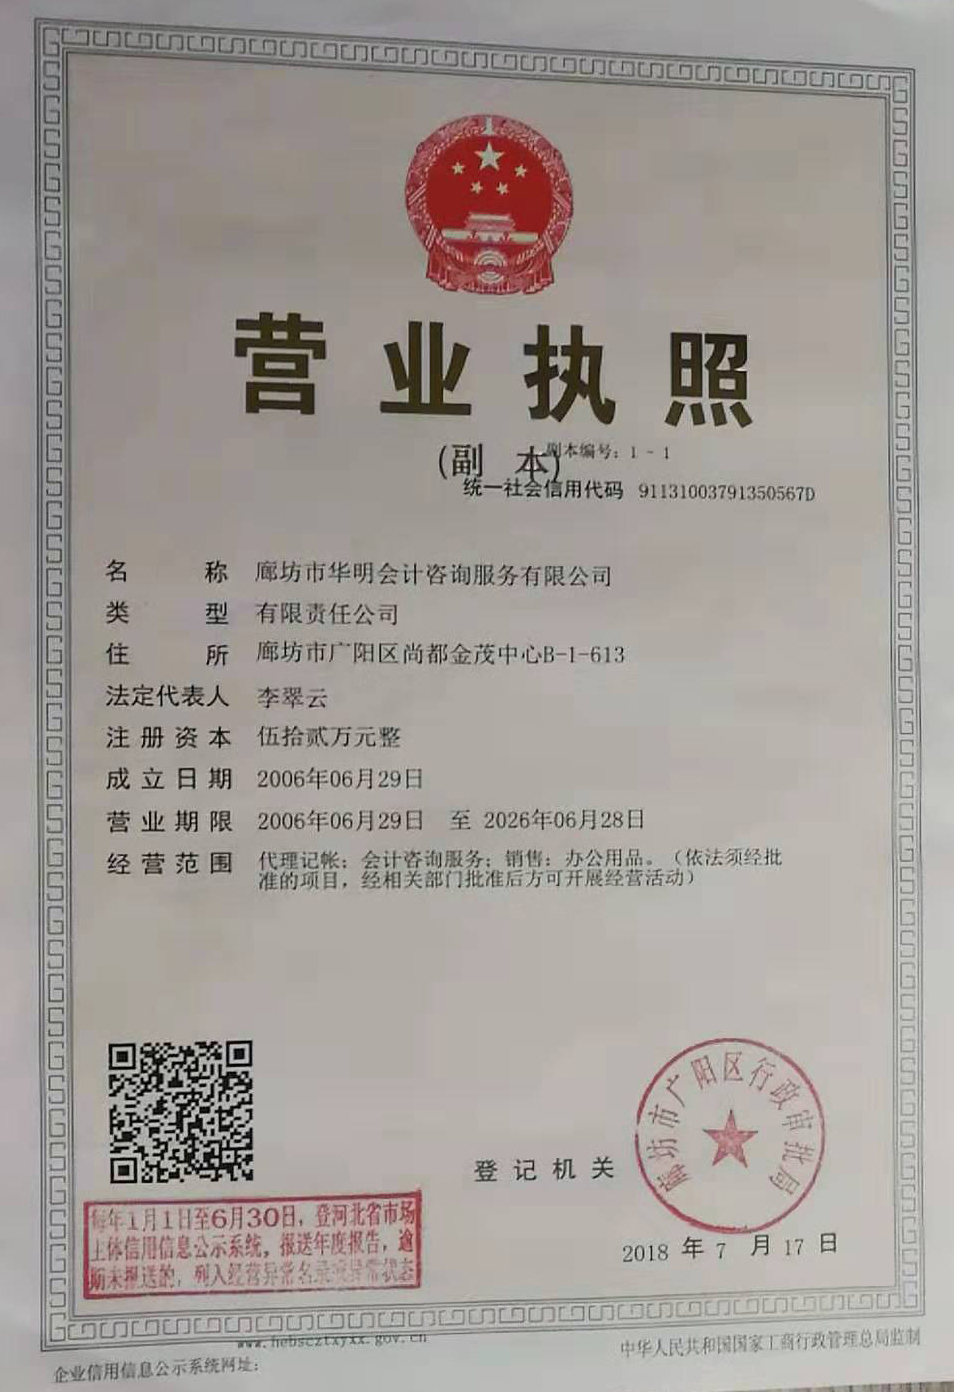 营业执照
(副 本)
副本编号：1 - 1
统一社会信用代码 91131003791350567D
名 称 廊坊市华明会计咨询服务有限公司
类 型 有限责任公司
住 所 廊坊市广阳区尚都金茂中心B-1-613
法定代表人 李翠云
注册资本 伍拾贰万元整
成立日期 2006年06月29日
营业期限 2006年06月29日 至 2026年06月28日
经营范围 代理记帐；会计咨询服务；销售：办公用品。（依法须经批
准的项目，经相关部门批准后方可开展经营活动）
廊坊市广阳区行政审批局
登记机关
2018 年 7 月 17 日
每年1月1日至6月30日，登河北省市场
主体信用信息公示系统，报送年度报告，逾
期未报送的，列入经营异常名录或异常状态
www.hebscztxyxx.gov.cn
企业信用信息公示系统网址：
中华人民共和国国家工商行政管理总局监制